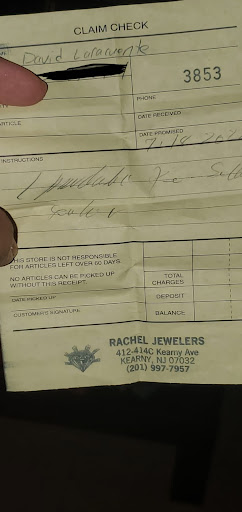 CLAIM CHECK
David
3853
PHONE
ARTICLE
DATE RECEIVED
DATE PROMISED
INSTRUCTIONS
THIS STORE IS NOT RESPONSIBLE
FOR ARTICLES LEFT OVER 60 DAYS.
NO ARTICLES CAN BE PICKED UP
WITHOUT THIS RECEIPT.
TOTAL
CHARGES
DATE PICKED UP
DEPOSIT
CUSTOMER'S SIGNATURE
BALANCE
RACHEL JEWELERS
412-414C Kearny Ave
KEARNY, NJ 07032
(201) 997-7957